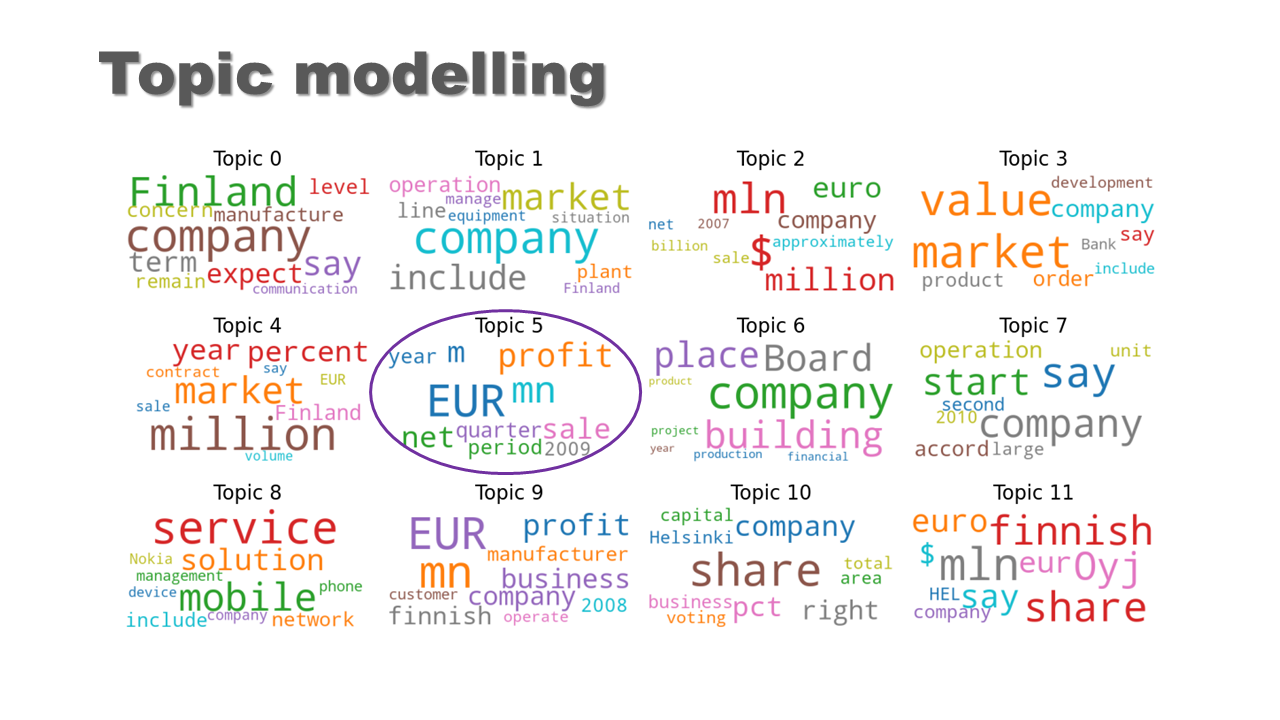 Topic modelling
Topic 0
Finland level
concern manufacture
company
term expect say
remain communication
Topic 1
operation market
manage
line equipment situation
company
include plant
Finland
Topic 2
mln euro
net 2007 company
billion $ approximately
sale
million
Topic 3
value development
company
market Bank say
product order include
Topic 4
year percent
contract say EUR
market
sale Finland
million
volume
Topic 5
year m profit
EUR mn
net quarter sale
period 2009
Topic 6
place Board
product company
project building
year production financial
Topic 7
operation unit
start say
second
2010 company
accord large
Topic 8
service
Nokia solution
management phone
device mobile
include company network
Topic 9
EUR profit
manufacturer
mn business
customer company 2008
finnish operate
Topic 10
capital company
Helsinki
share total
area
business pct right
voting
Topic 11
euro finnish
$ mln eur Oyj
HEL say
company share